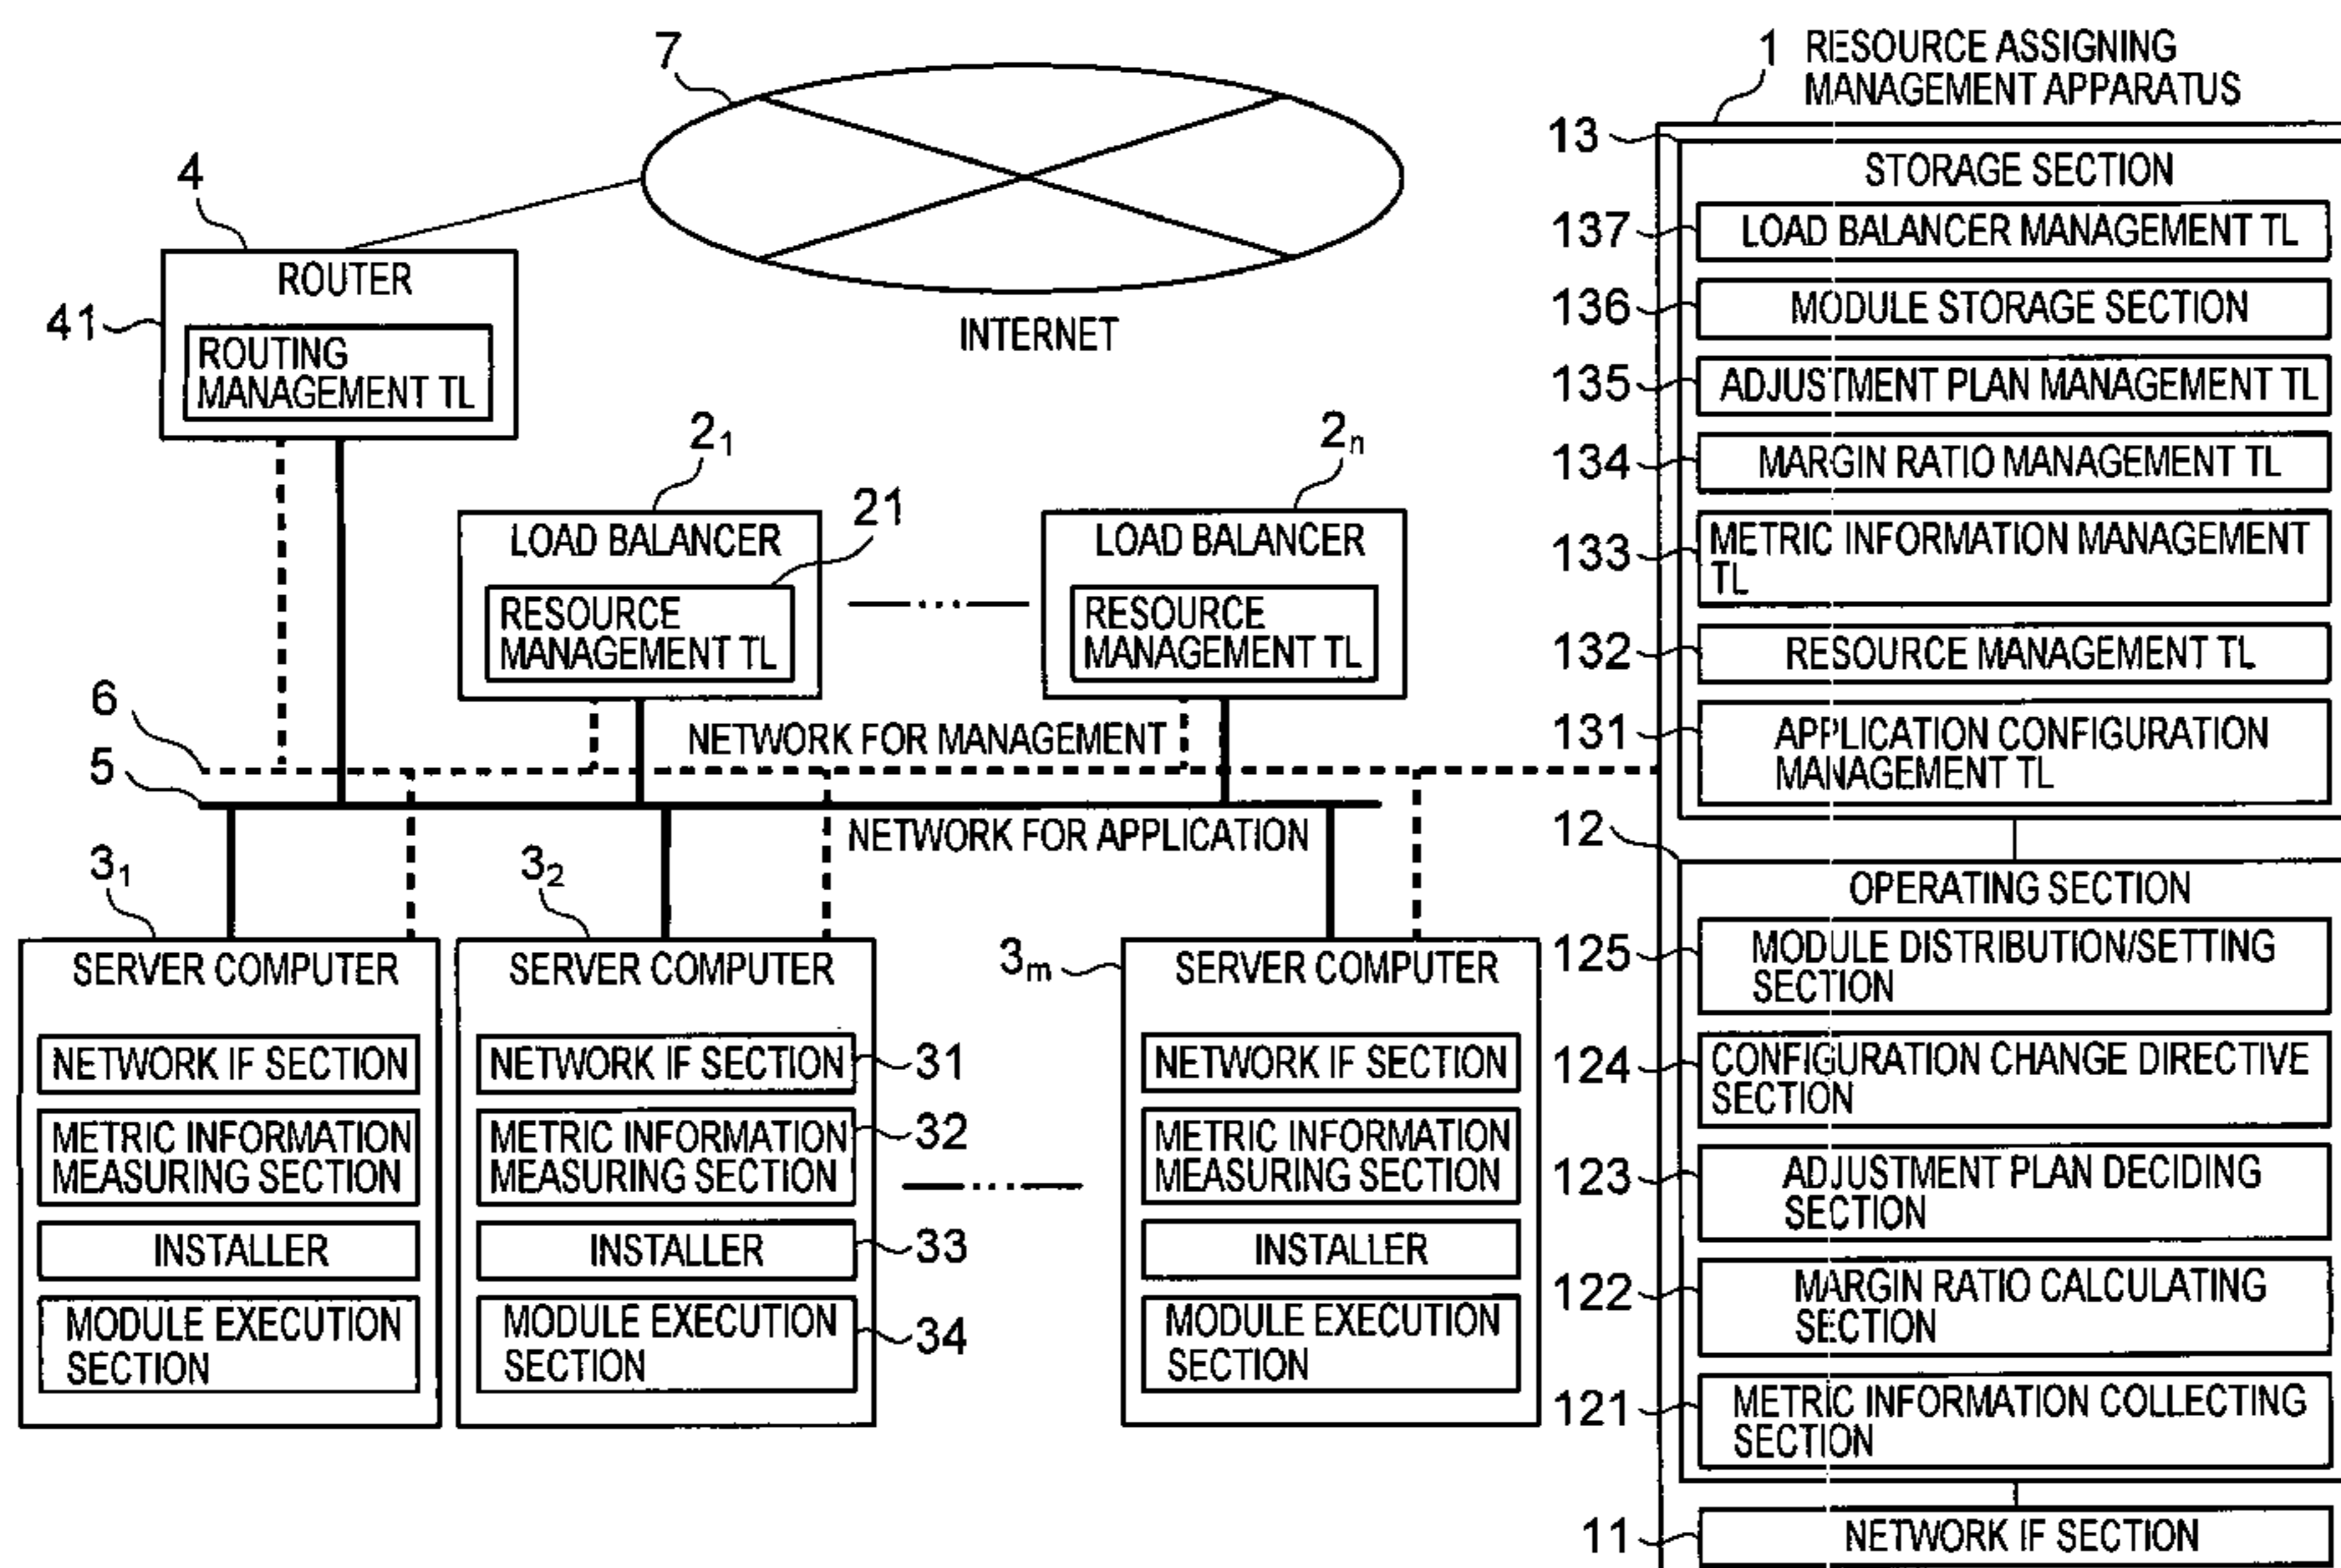 7
INTERNET
4
ROUTER
41
ROUTING
MANAGEMENT TL
2₁
LOAD BALANCER
21
RESOURCE
MANAGEMENT TL
2ₙ
LOAD BALANCER
RESOURCE
MANAGEMENT TL
6
NETWORK FOR MANAGEMENT
5
NETWORK FOR APPLICATION
3₁
SERVER COMPUTER
NETWORK IF SECTION
METRIC INFORMATION
MEASURING SECTION
INSTALLER
MODULE EXECUTION
SECTION
3₂
SERVER COMPUTER
NETWORK IF SECTION
31
METRIC INFORMATION
MEASURING SECTION
32
INSTALLER
33
MODULE EXECUTION
SECTION
34
3ₘ
SERVER COMPUTER
NETWORK IF SECTION
METRIC INFORMATION
MEASURING SECTION
INSTALLER
MODULE EXECUTION
SECTION
1
RESOURCE ASSIGNING
MANAGEMENT APPARATUS
13
STORAGE SECTION
137
LOAD BALANCER MANAGEMENT TL
136
MODULE STORAGE SECTION
135
ADJUSTMENT PLAN MANAGEMENT TL
134
MARGIN RATIO MANAGEMENT TL
133
METRIC INFORMATION MANAGEMENT
TL
132
RESOURCE MANAGEMENT TL
131
APPLICATION CONFIGURATION
MANAGEMENT TL
12
OPERATING SECTION
125
MODULE DISTRIBUTION/SETTING
SECTION
124
CONFIGURATION CHANGE DIRECTIVE
SECTION
123
ADJUSTMENT PLAN DECIDING
SECTION
122
MARGIN RATIO CALCULATING
SECTION
121
METRIC INFORMATION COLLECTING
SECTION
11
NETWORK IF SECTION